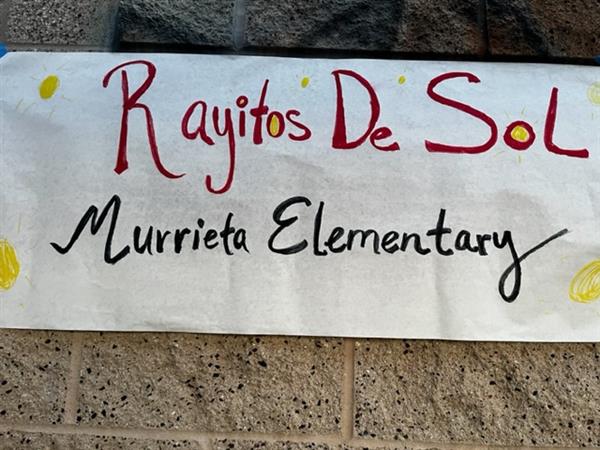 Rayitos De Sol
Murrieta Elementary